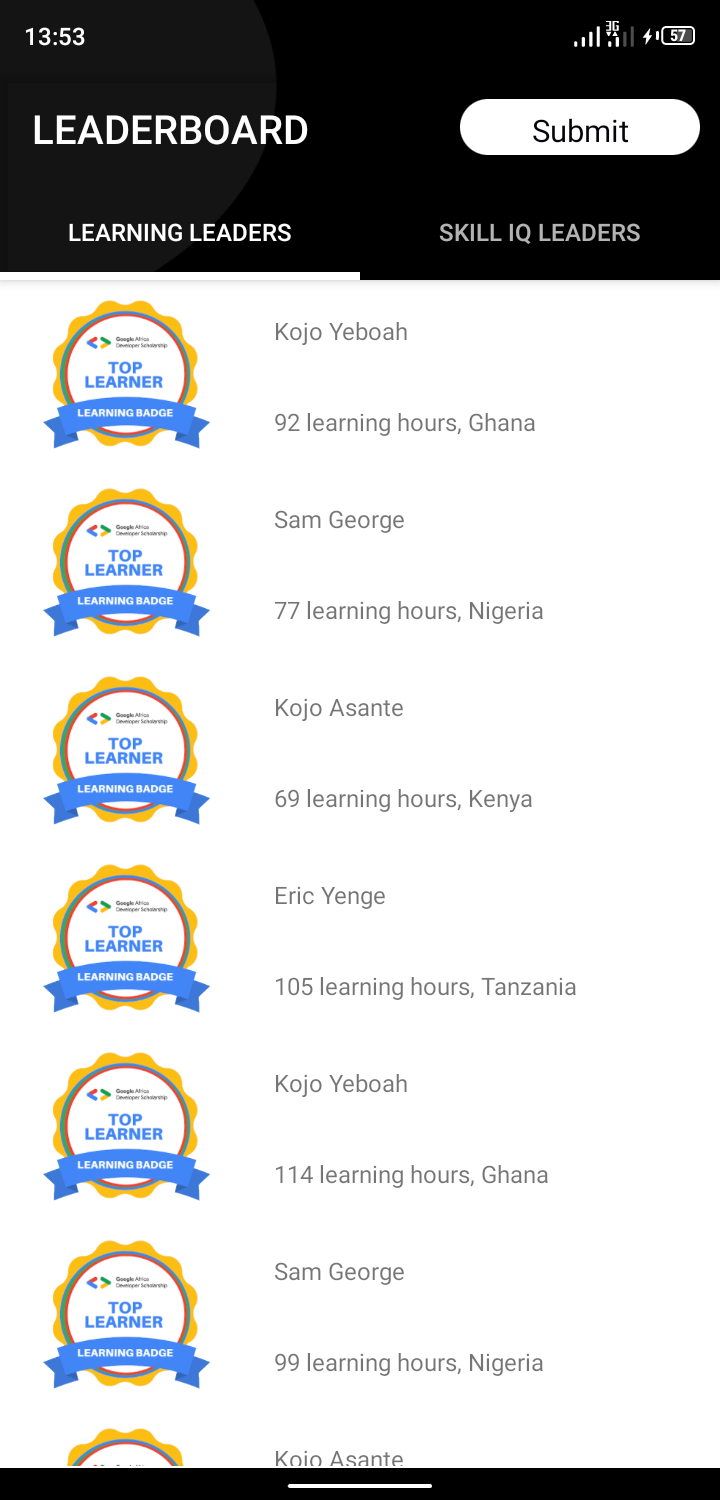 13:53
3G
57
LEADERBOARD
Submit
LEARNING LEADERS
SKILL IQ LEADERS
Google Africa
Developer Scholarship
TOP
LEARNER
LEARNING BADGE
Kojo Yeboah
92 learning hours, Ghana
Google Africa
Developer Scholarship
TOP
LEARNER
LEARNING BADGE
Sam George
77 learning hours, Nigeria
Google Africa
Developer Scholarship
TOP
LEARNER
LEARNING BADGE
Kojo Asante
69 learning hours, Kenya
Google Africa
Developer Scholarship
TOP
LEARNER
LEARNING BADGE
Eric Yenge
105 learning hours, Tanzania
Google Africa
Developer Scholarship
TOP
LEARNER
LEARNING BADGE
Kojo Yeboah
114 learning hours, Ghana
Google Africa
Developer Scholarship
TOP
LEARNER
LEARNING BADGE
Sam George
99 learning hours, Nigeria
Kojo Asante